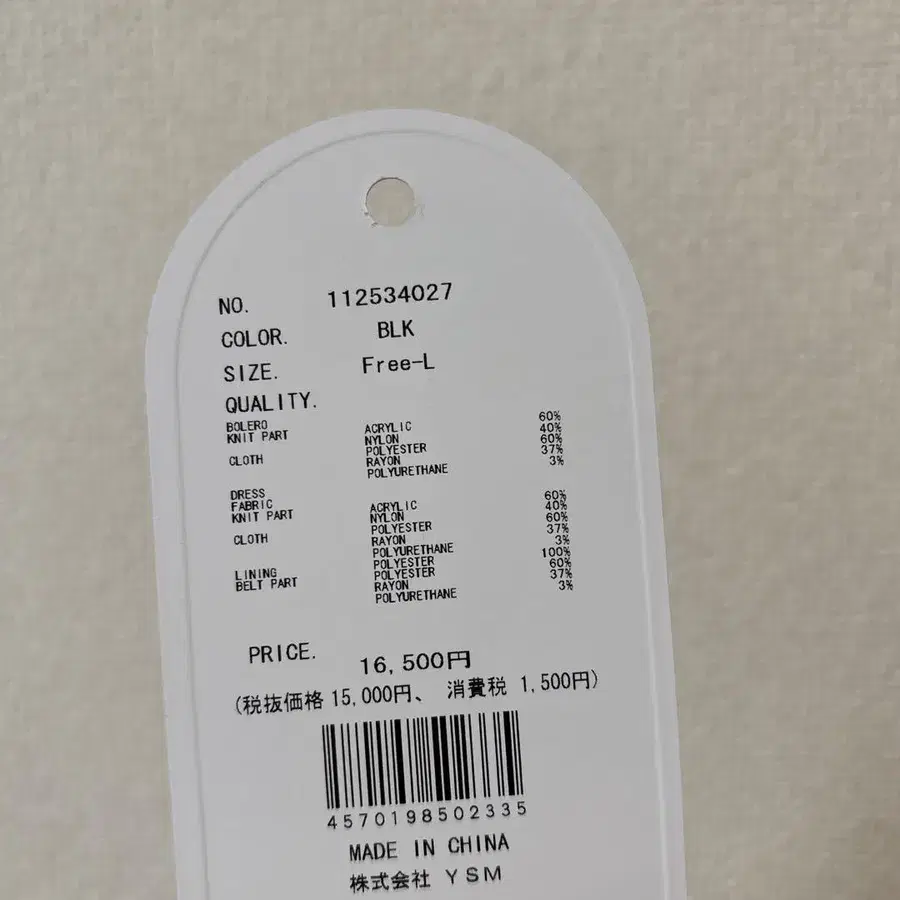 NO. 112534027
COLOR. BLK
SIZE. Free-L
QUALITY.
BOLERO
KNIT PART ACRYLIC 60%
NYLON 40%
CLOTH POLYESTER 60%
RAYON 37%
POLYURETHANE 3%
DRESS
FABRIC
KNIT PART ACRYLIC 60%
NYLON 40%
CLOTH POLYESTER 60%
RAYON 37%
POLYURETHANE 3%
LINING POLYESTER 100%
BELT PART POLYESTER 60%
RAYON 37%
POLYURETHANE 3%
PRICE. 16,500円
(税抜価格 15,000円、 消費税 1,500円)
4570198502335
MADE IN CHINA
株式会社 YSM